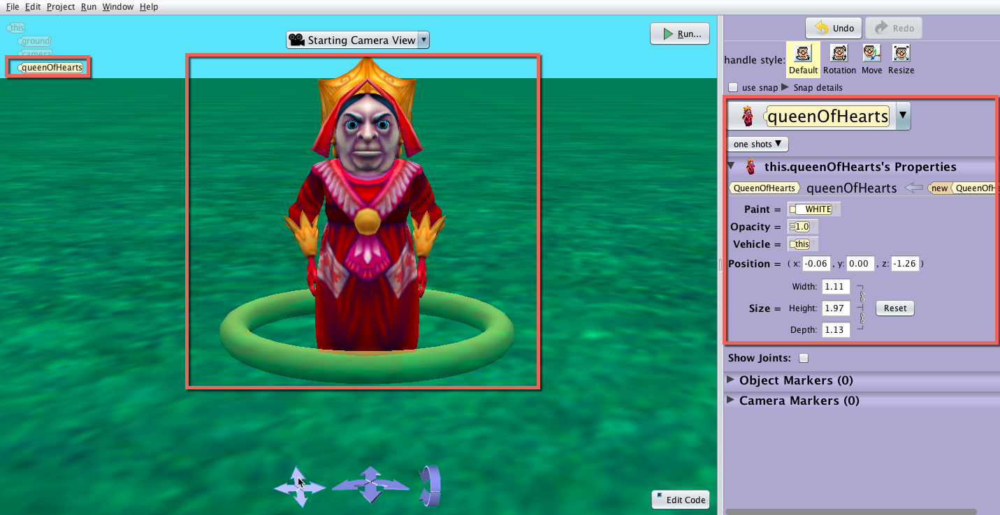 File Edit Project Run Window Help
this
ground
camera
queenOfHearts
Starting Camera View
Run...
Undo Redo
handle style: Default Rotation Move Resize
use snap Snap details
queenOfHearts
one shots
this.queenOfHearts's Properties
QueenOfHearts queenOfHearts new QueenOfH
Paint = WHITE
Opacity = 1.0
Vehicle = this
Position = ( x: -0.06 , y: 0.00 , z: -1.26 )
Width: 1.11
Size = Height: 1.97 Reset
Depth: 1.13
Show Joints:
Object Markers (0)
Camera Markers (0)
Edit Code